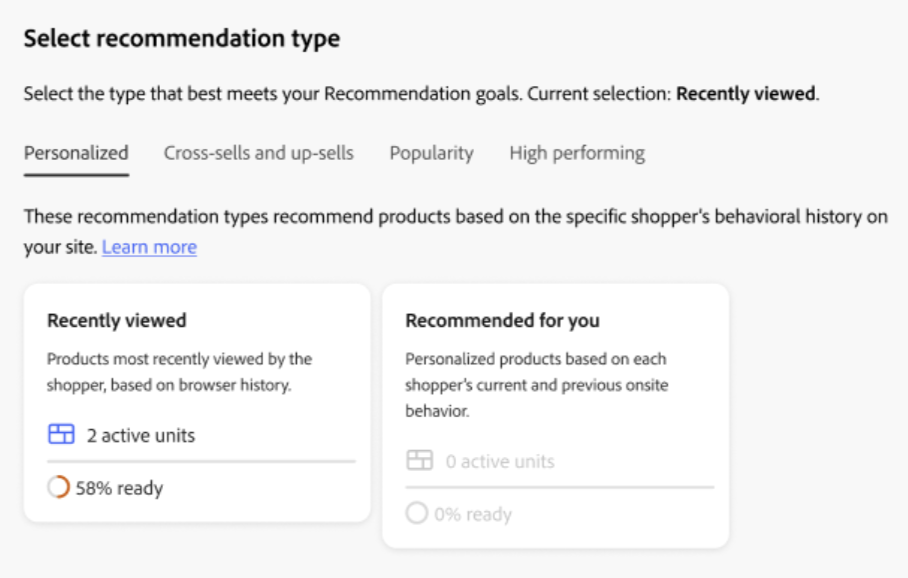 Select recommendation type
Select the type that best meets your Recommendation goals. Current selection: Recently viewed.
Personalized
Cross-sells and up-sells
Popularity
High performing
These recommendation types recommend products based on the specific shopper's behavioral history on
your site. Learn more
Recently viewed
Products most recently viewed by the
shopper, based on browser history.
2 active units
58% ready
Recommended for you
Personalized products based on each
shopper's current and previous onsite
behavior.
0 active units
0% ready